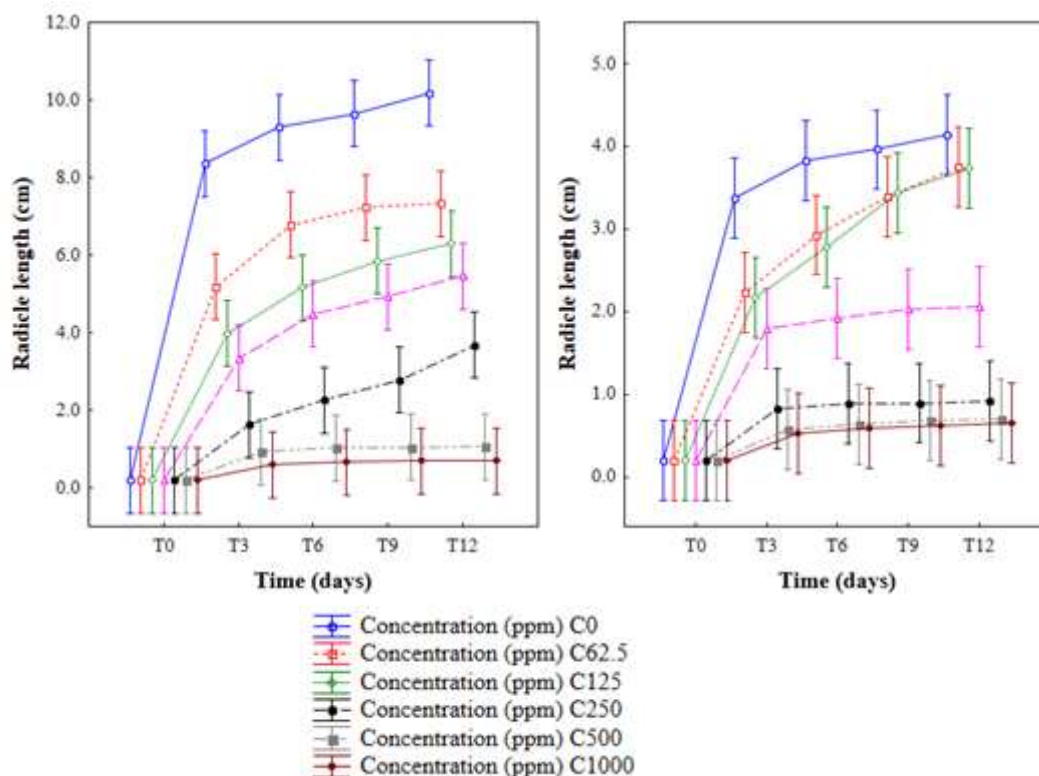 12.0
10.0
8.0
6.0
4.0
2.0
0.0
Radicle length (cm)
T0 T3 T6 T9 T12
Time (days)
5.0
4.0
3.0
2.0
1.0
0.0
Radicle length (cm)
T0 T3 T6 T9 T12
Time (days)
Concentration (ppm) C0
Concentration (ppm) C62.5
Concentration (ppm) C125
Concentration (ppm) C250
Concentration (ppm) C500
Concentration (ppm) C1000